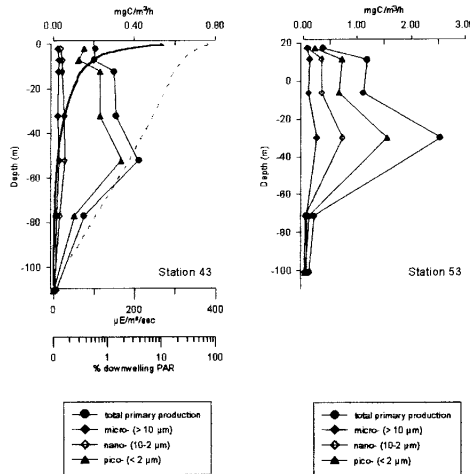 mgC/m³/h
0.00 0.40 0.80
0
-20
-40
-60
-80
-100
Depth (m)
Station 43
0 200 400
µE/m²/sec
0 0 1 10 100
% downwelling PAR
total primary production
micro- (> 10 µm)
nano- (10-2 µm)
pico- (< 2 µm)
mgC/m³/h
0.00 1.00 2.00 3.00
20
0
-20
-40
-60
-80
-100
Depth (m)
Station 53
total primary production
micro- (> 10 µm)
nano- (10-2 µm)
pico- (< 2 µm)